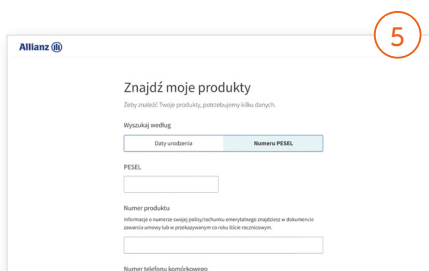 5
Allianz
Znajdź moje produkty
Żeby znaleźć Twoje produkty, potrzebujemy kilku danych.
Wyszukaj według
Daty urodzenia
Numeru PESEL
PESEL
Numer produktu
Informacje o numerze swojej polisy/rachunku emerytalnego znajdziesz w dokumencie
zawarcia umowy lub w przekazywanym co roku liście rocznicowym.
Numer telefonu komórkowego